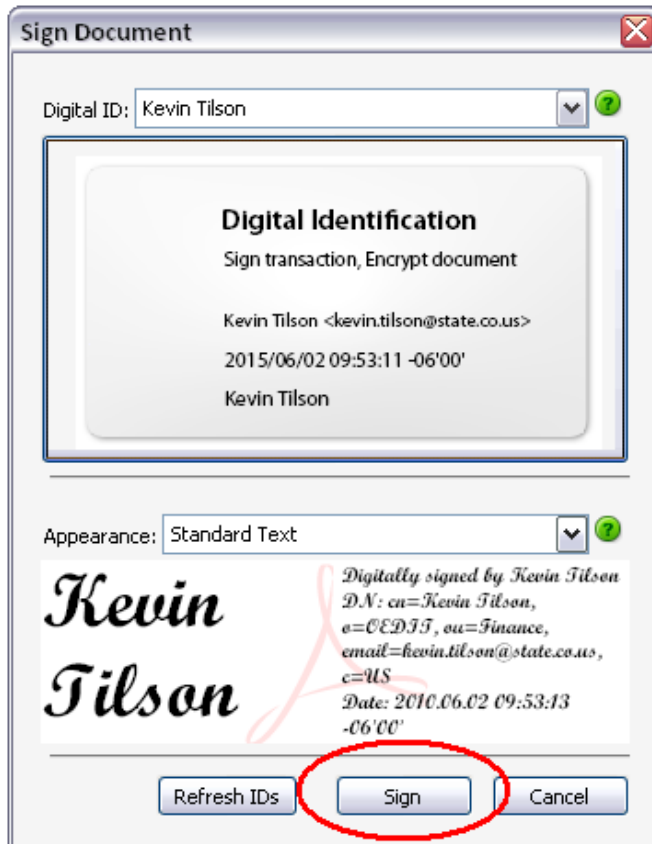 Sign Document
Digital ID: Kevin Tilson
Digital Identification
Sign transaction, Encrypt document
Kevin Tilson <kevin.tilson@state.co.us>
2015/06/02 09:53:11 -06'00'
Kevin Tilson
Appearance: Standard Text
Kevin
Tilson
Digitally signed by Kevin Tilson
DN: cn=Kevin Tilson,
o=OEDIT, ou=Finance,
email=kevin.tilson@state.co.us,
c=US
Date: 2010.06.02 09:53:13
-06'00'
Refresh IDs Sign Cancel